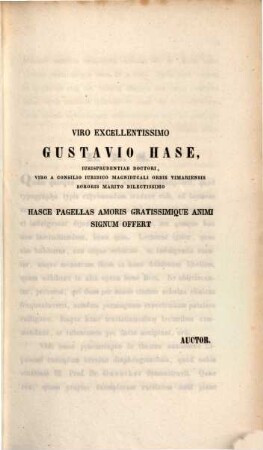 VIRO EXCELLENTISSIMO
GUSTAVIO HASE,
IURISPRUDENTIAE DOCTORI,
VIRO A CONSILIO IURIDICO MAGNIDUCALI ORBIS VIMARIENSIS
SORORIS MARITO DILECTISSIMO
HASCE PAGELLAS AMORIS GRATISSIMIQUE ANIMI
SIGNUM OFFERT
AUCTOR.